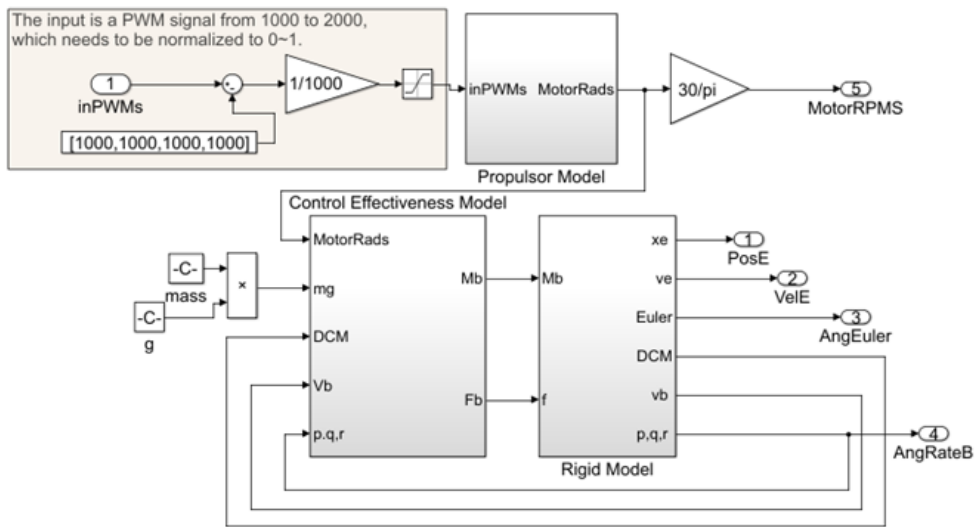 The input is a PWM signal from 1000 to 2000,
which needs to be normalized to 0~1.
1
inPWMs
1/1000
[1000,1000,1000,1000]
inPWMs
MotorRads
Propulsor Model
30/pi
5
MotorRPMS
Control Effectiveness Model
MotorRads
mg
DCM
Vb
p.q,r
Mb
Fb
-C-
mass
-C-
g
×
Mb
f
xe
ve
Euler
DCM
vb
p,q,r
Rigid Model
1
PosE
2
VelE
3
AngEuler
4
AngRateB